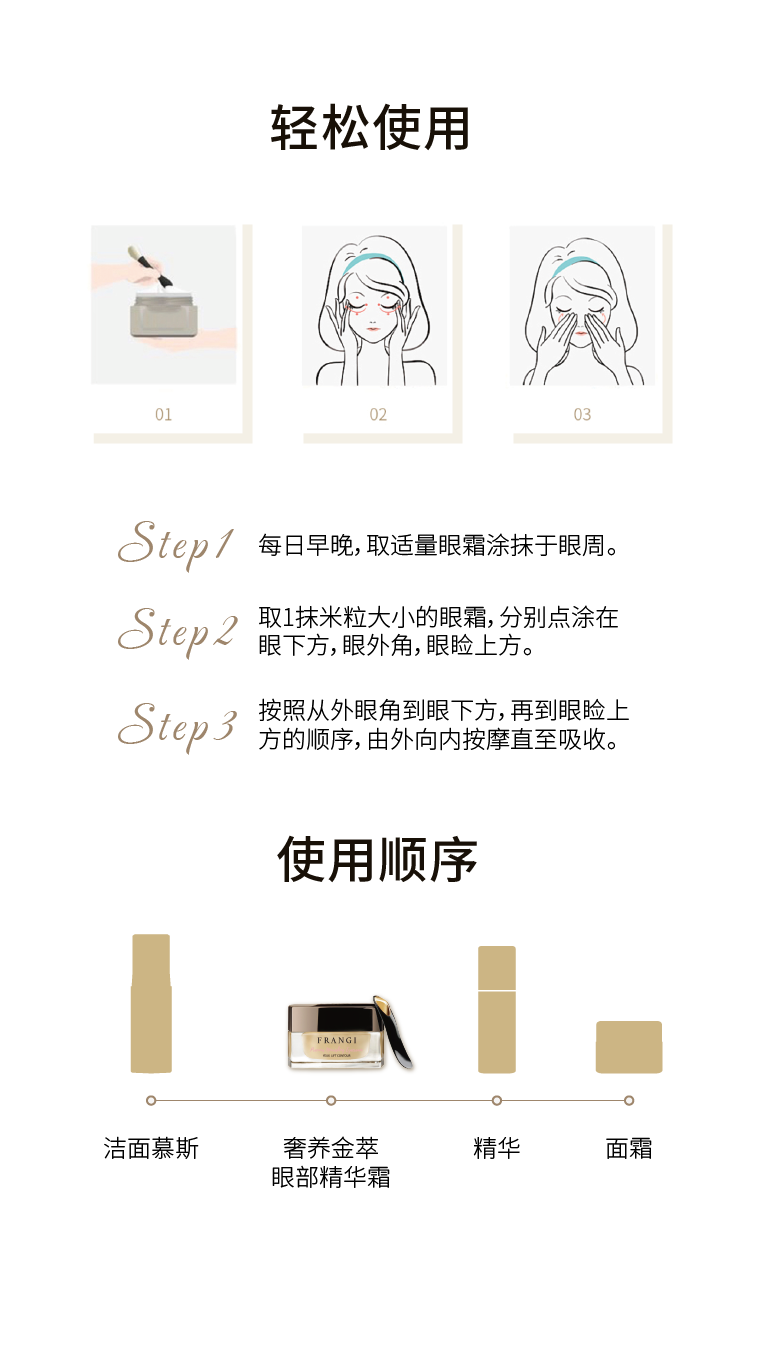 轻松使用
01
02
03
Step1
每日早晚，取适量眼霜涂抹于眼周。
Step2
取1抹米粒大小的眼霜，分别点涂在
眼下方，眼外角，眼睑上方。
Step3
按照从外眼角到眼下方，再到眼睑上
方的顺序，由外向内按摩直至吸收。
使用顺序
FRANGI
洁面慕斯
奢养金萃
眼部精华霜
精华
面霜